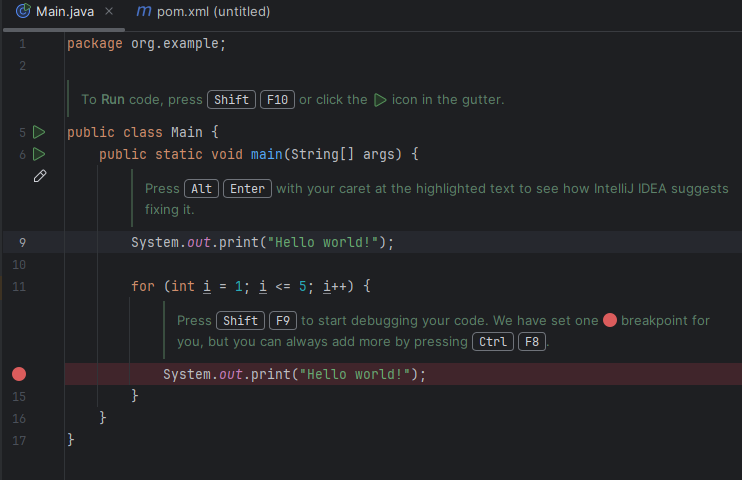 Main.java
pom.xml (untitled)
1 package org.example;
2
To Run code, press Shift F10 or click the icon in the gutter.
5 public class Main {
6 public static void main(String[] args) {
Press Alt Enter with your caret at the highlighted text to see how IntelliJ IDEA suggests
fixing it.
9 System.out.print("Hello world!");
10
11 for (int i = 1; i <= 5; i++) {
Press Shift F9 to start debugging your code. We have set one breakpoint for
you, but you can always add more by pressing Ctrl F8.
System.out.print("Hello world!");
15 }
16 }
17 }